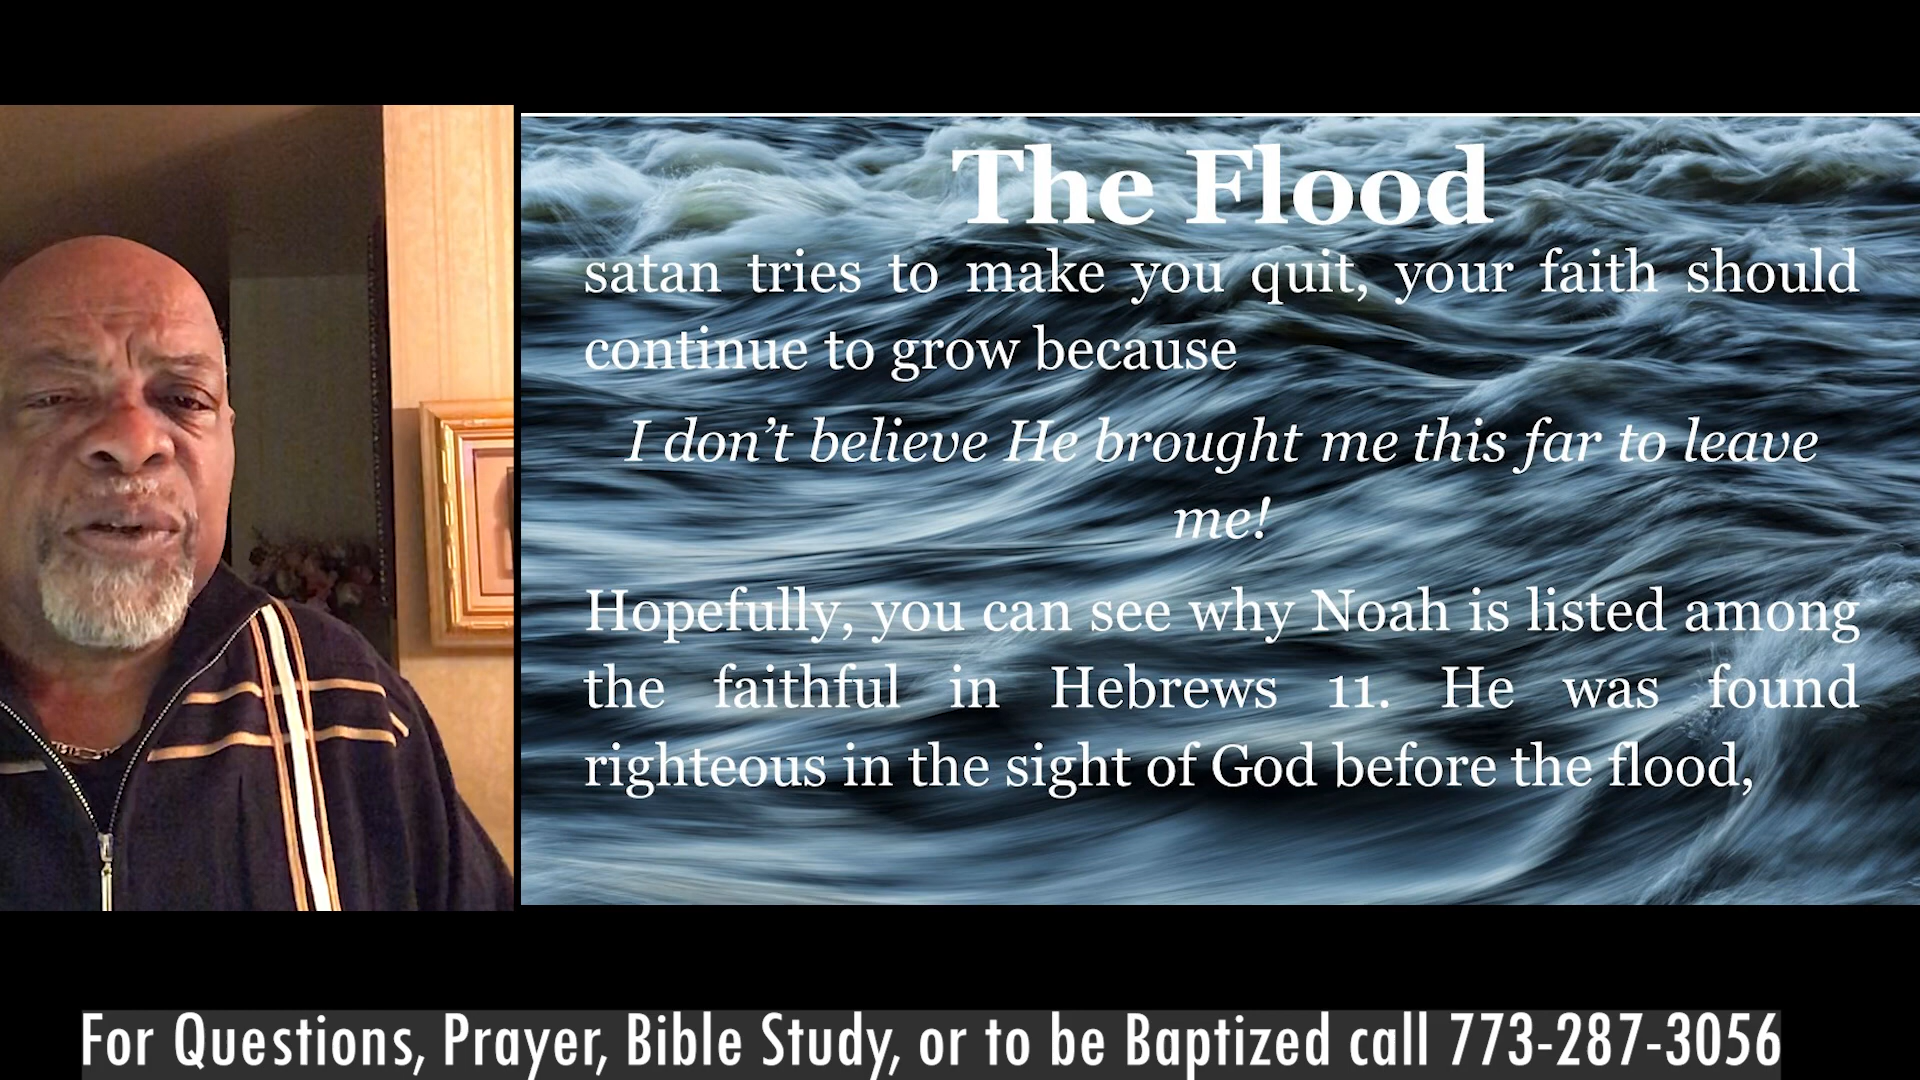 The Flood
satan tries to make you quit, your faith should
continue to grow because
I don’t believe He brought me this far to leave
me!
Hopefully, you can see why Noah is listed among
the faithful in Hebrews 11. He was found
righteous in the sight of God before the flood,
For Questions, Prayer, Bible Study, or to be Baptized call 773-287-3056